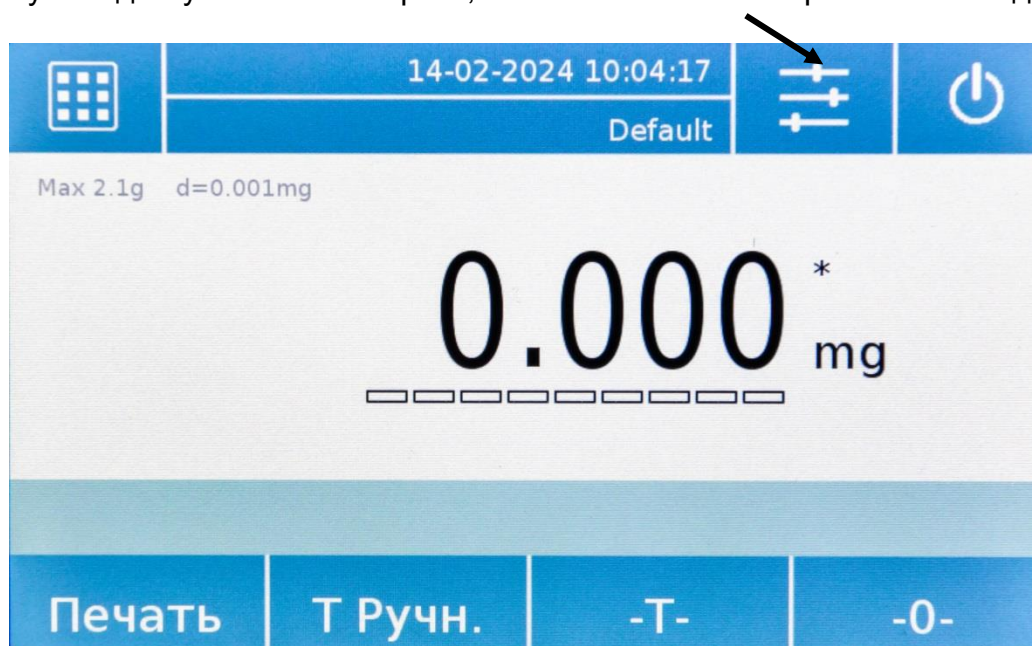 14-02-2024 10:04:17
Default
Max 2.1g d=0.001mg
0.000 *
mg
Печать Т Ручн. -T- -0-